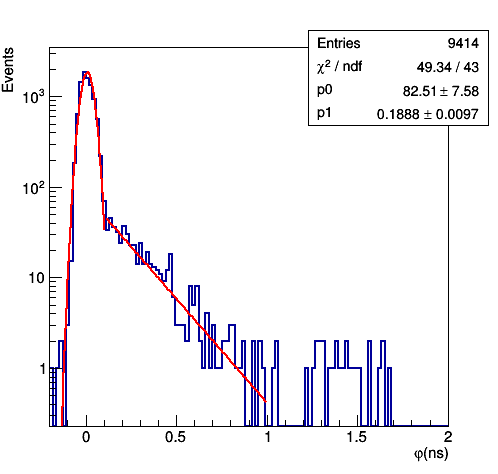 Entries 9414
χ² / ndf 49.34 / 43
p0 82.51 ± 7.58
p1 0.1888 ± 0.0097
Events
10³
10²
10
1
0 0.5 1 1.5 2
φ(ns)